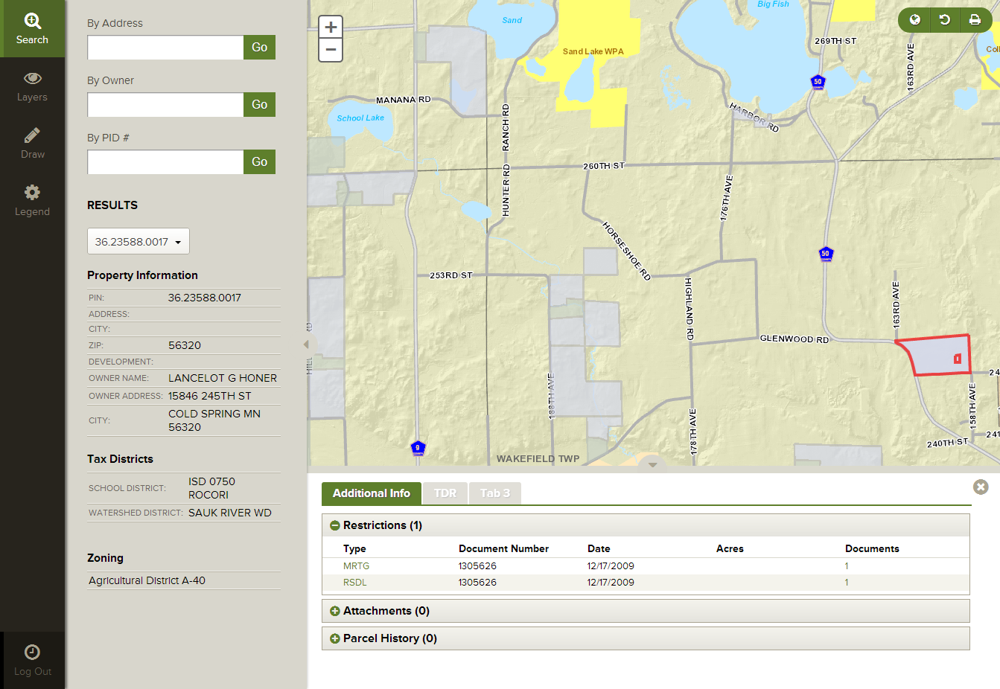 Search
Layers
Draw
Legend
Log Out
By Address
Go
By Owner
Go
By PID #
Go
RESULTS
36.23588.0017
Property Information
PIN: 36.23588.0017
ADDRESS:
CITY:
ZIP: 56320
DEVELOPMENT:
OWNER NAME: LANCELOT G HONER
OWNER ADDRESS: 15846 245TH ST
CITY: COLD SPRING MN
56320
Tax Districts
SCHOOL DISTRICT: ISD 0750
ROCORI
WATERSHED DISTRICT: SAUK RIVER WD
Zoning
Agricultural District A-40
+
−
Sand
Big Fish
Sand Lake WPA
269TH ST
163RD AVE
Coll
50
MANANA RD
School Lake
HUNTER RD
RANCH RD
HARBOR RD
260TH ST
176TH AVE
HORSESHOE RD
50
253RD ST
HIGHLAND RD
163RD AVE
GLENWOOD RD
HILL
RD
188TH AVE
178TH AVE
158TH AVE
24
241
240TH ST
9
WAKEFIELD TWP
Additional Info
TDR
Tab 3
Restrictions (1)
Type Document Number Date Acres Documents
MRTG 1305626 12/17/2009 1
RSDL 1305626 12/17/2009 1
Attachments (0)
Parcel History (0)